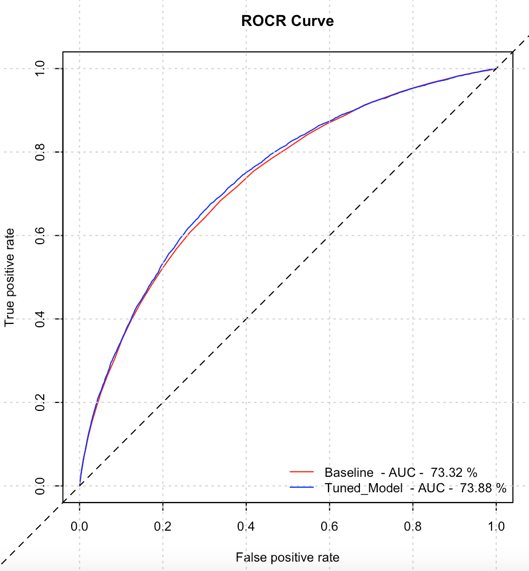 ROCR Curve
True positive rate
1.0
0.8
0.6
0.4
0.2
0.0
Baseline - AUC - 73.32 %
Tuned_Model - AUC - 73.88 %
0.0 0.2 0.4 0.6 0.8 1.0
False positive rate